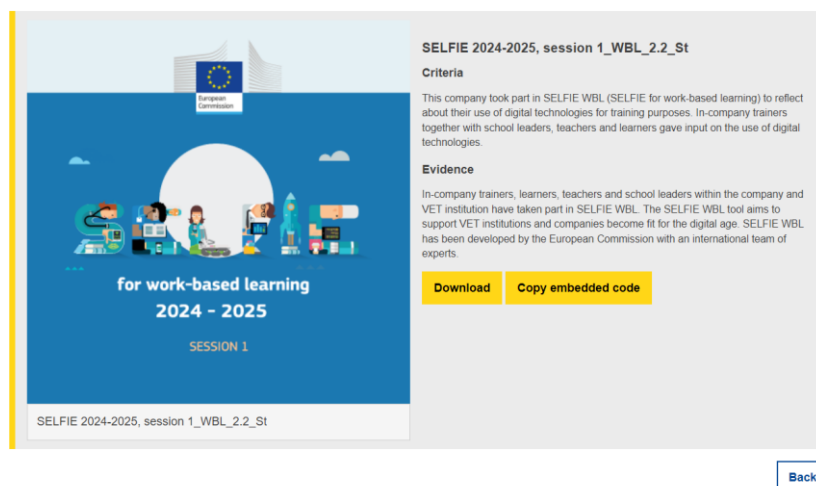 European
Commission
SELFIE
for work-based learning
2024 - 2025
SESSION 1
SELFIE 2024-2025, session 1_WBL_2.2_St
SELFIE 2024-2025, session 1_WBL_2.2_St
Criteria
This company took part in SELFIE WBL (SELFIE for work-based learning) to reflect
about their use of digital technologies for training purposes. In-company trainers
together with school leaders, teachers and learners gave input on the use of digital
technologies.
Evidence
In-company trainers, learners, teachers and school leaders within the company and
VET institution have taken part in SELFIE WBL. The SELFIE WBL tool aims to
support VET institutions and companies become fit for the digital age. SELFIE WBL
has been developed by the European Commission with an international team of
experts.
Download Copy embedded code
Back